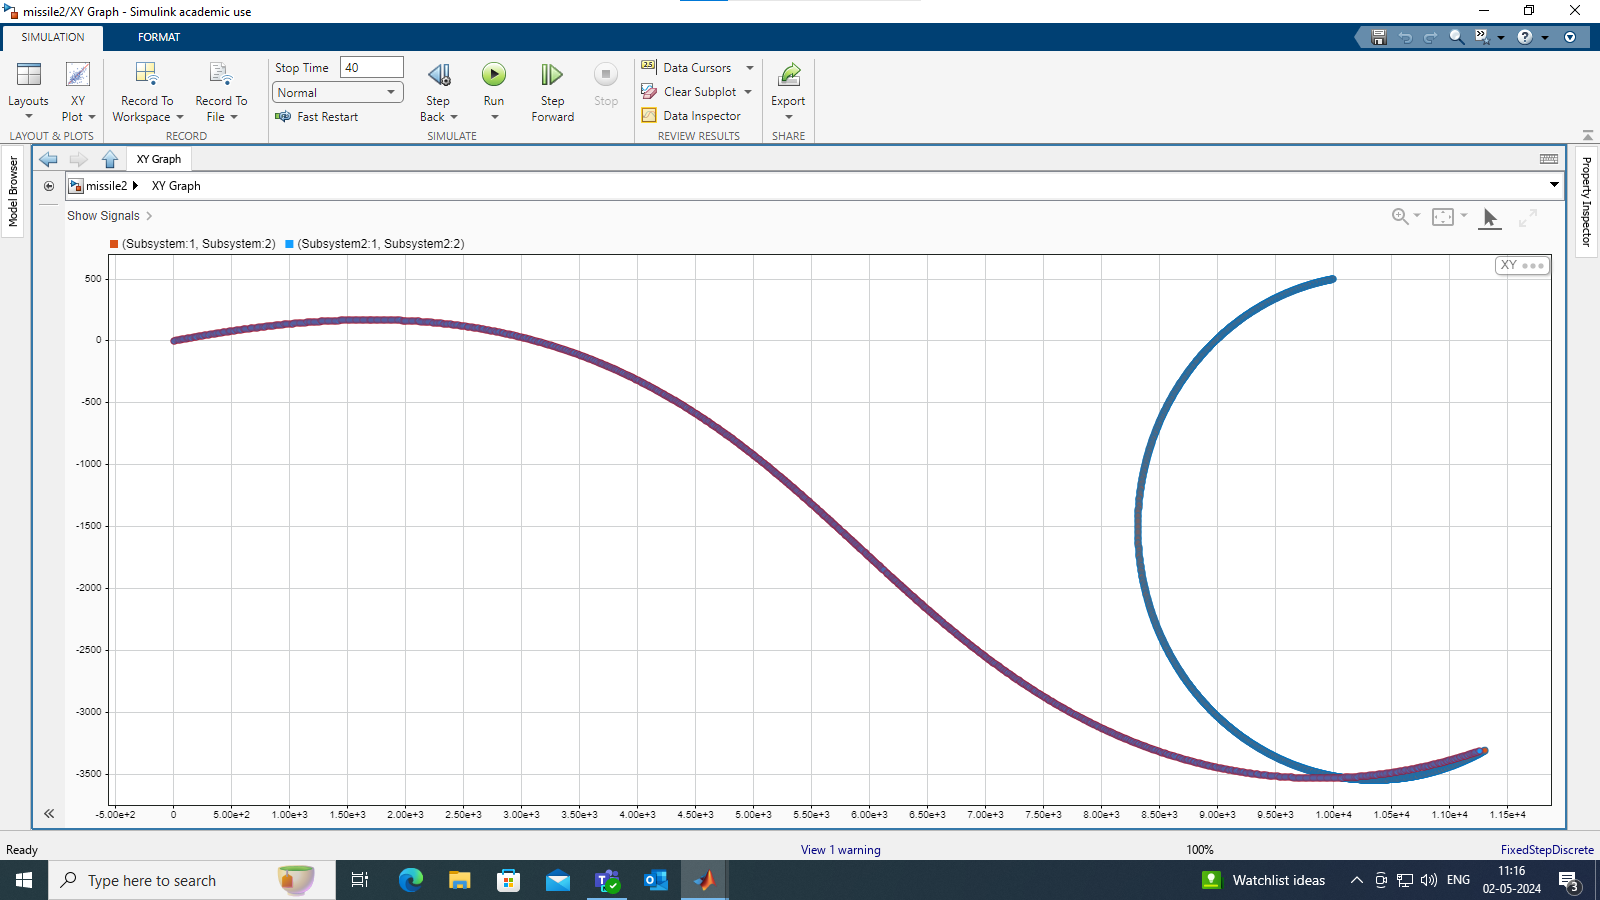 missile2/XY Graph - Simulink academic use
SIMULATION
FORMAT
Layouts
XY
Plot
LAYOUT & PLOTS
Record To
Workspace
Record To
File
RECORD
Stop Time
40
Normal
Fast Restart
Step
Back
Run
Step
Forward
Stop
SIMULATE
2.5
Data Cursors
Clear Subplot
Data Inspector
REVIEW RESULTS
Export
SHARE
Model Browser
Property Inspector
XY Graph
missile2
XY Graph
Show Signals
(Subsystem:1, Subsystem:2)
(Subsystem2:1, Subsystem2:2)
XY
500
0
-500
-1000
-1500
-2000
-2500
-3000
-3500
-5.00e+2
0
5.00e+2
1.00e+3
1.50e+3
2.00e+3
2.50e+3
3.00e+3
3.50e+3
4.00e+3
4.50e+3
5.00e+3
5.50e+3
6.00e+3
6.50e+3
7.00e+3
7.50e+3
8.00e+3
8.50e+3
9.00e+3
9.50e+3
1.00e+4
1.05e+4
1.10e+4
1.15e+4
Ready
View 1 warning
100%
FixedStepDiscrete
Type here to search
Watchlist ideas
ENG
11:16
02-05-2024
3